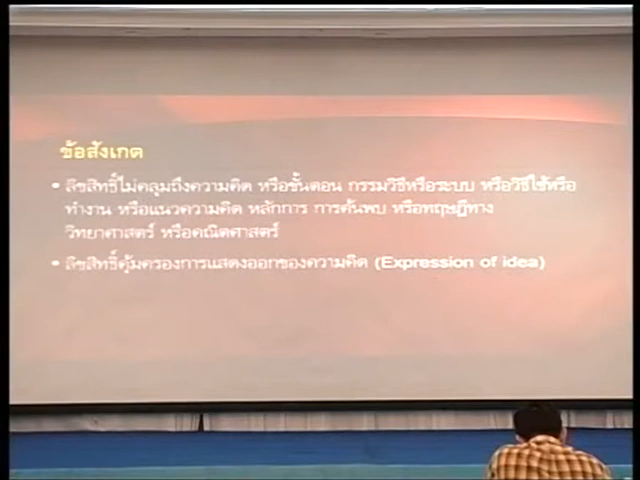 ข้อสังเกต
• ลิขสิทธิ์ไม่คลุมถึงความคิด หรือขั้นตอน กรรมวิธีหรือระบบ หรือวิธีใช้หรือ
ทำงาน หรือแนวความคิด หลักการ การค้นพบ หรือทฤษฎีทาง
วิทยาศาสตร์ หรือคณิตศาสตร์
• ลิขสิทธิ์คุ้มครองการแสดงออกของความคิด (Expression of idea)